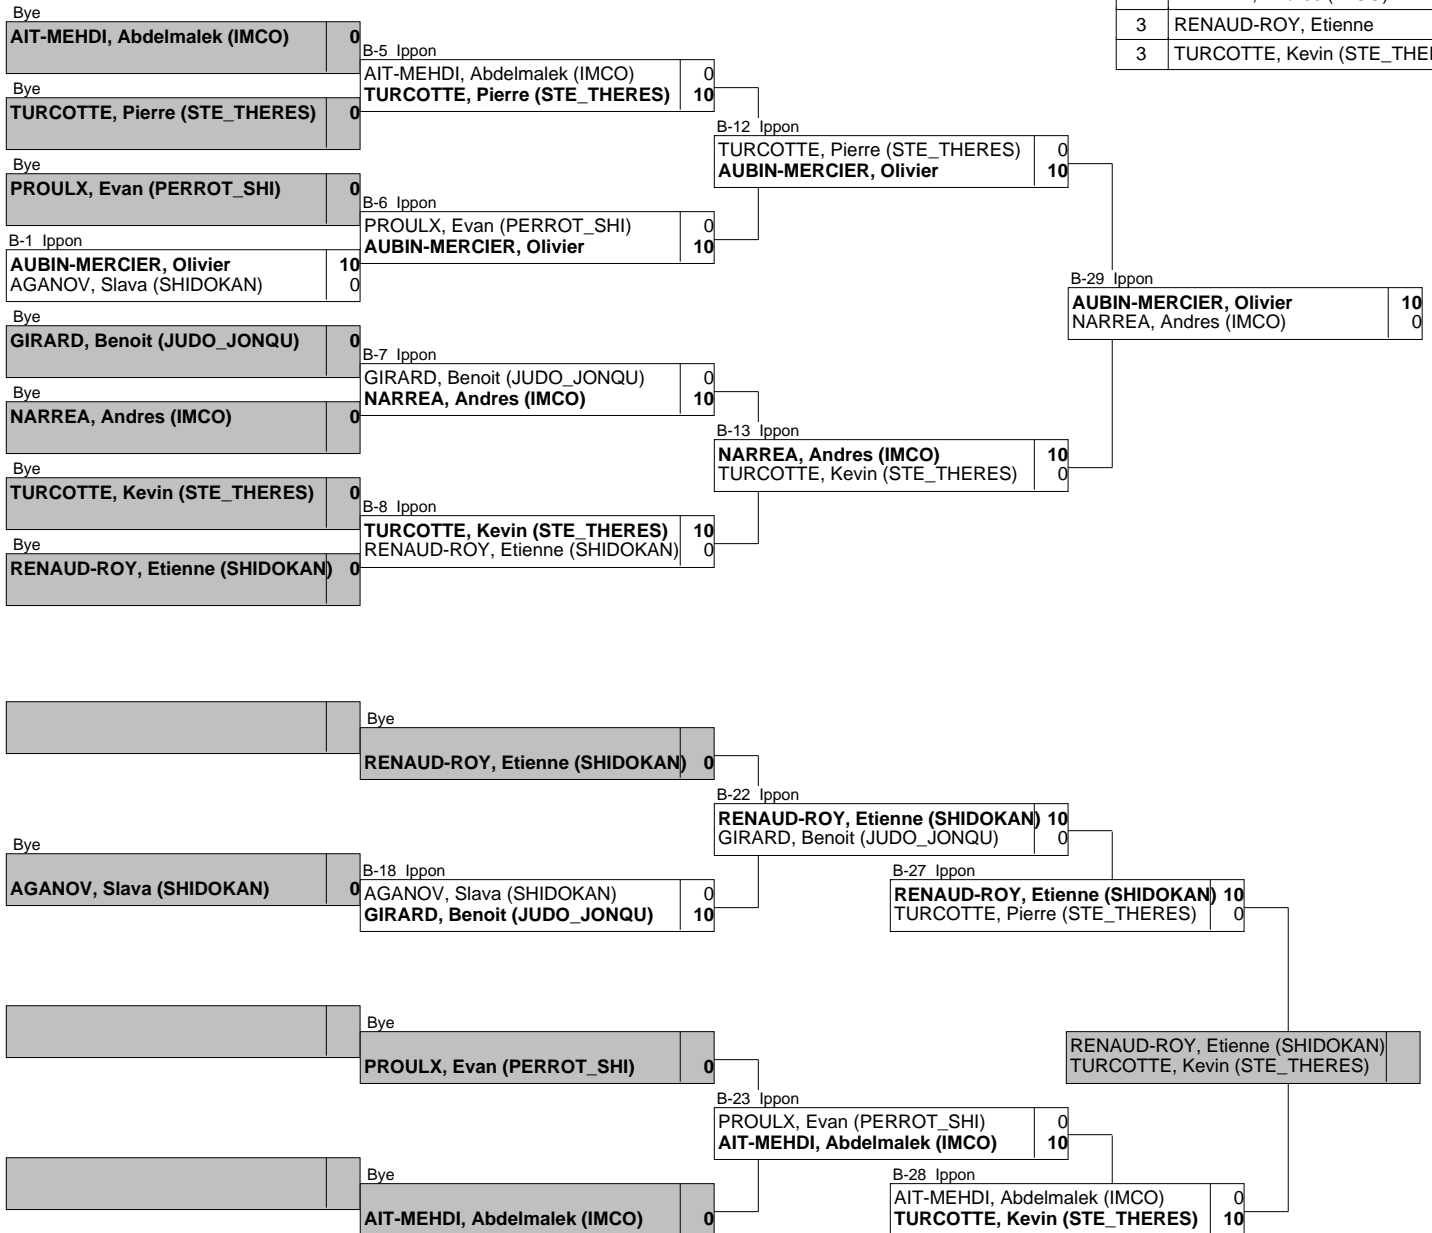 3 RENAUD-ROY, Etienne
3 TURCOTTE, Kevin
Bye
AIT-MEHDI, Abdelmalek (IMCO) 0
Bye
TURCOTTE, Pierre (STE_THERES) 0
Bye
PROULX, Evan (PERROT_SHI) 0
B-1 Ippon
AUBIN-MERCIER, Olivier 10
AGANOV, Slava (SHIDOKAN) 0
Bye
GIRARD, Benoit (JUDO_JONQU) 0
Bye
NARREA, Andres (IMCO) 0
Bye
TURCOTTE, Kevin (STE_THERES) 0
Bye
RENAUD-ROY, Etienne (SHIDOKAN) 0
B-5 Ippon
AIT-MEHDI, Abdelmalek (IMCO) 0
TURCOTTE, Pierre (STE_THERES) 10
B-6 Ippon
PROULX, Evan (PERROT_SHI) 0
AUBIN-MERCIER, Olivier 10
B-7 Ippon
GIRARD, Benoit (JUDO_JONQU) 0
NARREA, Andres (IMCO) 10
B-8 Ippon
TURCOTTE, Kevin (STE_THERES) 10
RENAUD-ROY, Etienne (SHIDOKAN) 0
B-12 Ippon
TURCOTTE, Pierre (STE_THERES) 0
AUBIN-MERCIER, Olivier 10
B-13 Ippon
NARREA, Andres (IMCO) 10
TURCOTTE, Kevin (STE_THERES) 0
B-29 Ippon
AUBIN-MERCIER, Olivier 10
NARREA, Andres (IMCO) 0
Bye
AGANOV, Slava (SHIDOKAN) 0
Bye
RENAUD-ROY, Etienne (SHIDOKAN) 0
B-18 Ippon
AGANOV, Slava (SHIDOKAN) 0
GIRARD, Benoit (JUDO_JONQU) 10
Bye
PROULX, Evan (PERROT_SHI) 0
Bye
AIT-MEHDI, Abdelmalek (IMCO) 0
B-22 Ippon
RENAUD-ROY, Etienne (SHIDOKAN) 10
GIRARD, Benoit (JUDO_JONQU) 0
B-23 Ippon
PROULX, Evan (PERROT_SHI) 0
AIT-MEHDI, Abdelmalek (IMCO) 10
B-27 Ippon
RENAUD-ROY, Etienne (SHIDOKAN) 10
TURCOTTE, Pierre (STE_THERES) 0
B-28 Ippon
AIT-MEHDI, Abdelmalek (IMCO) 0
TURCOTTE, Kevin (STE_THERES) 10
RENAUD-ROY, Etienne (SHIDOKAN)
TURCOTTE, Kevin (STE_THERES)